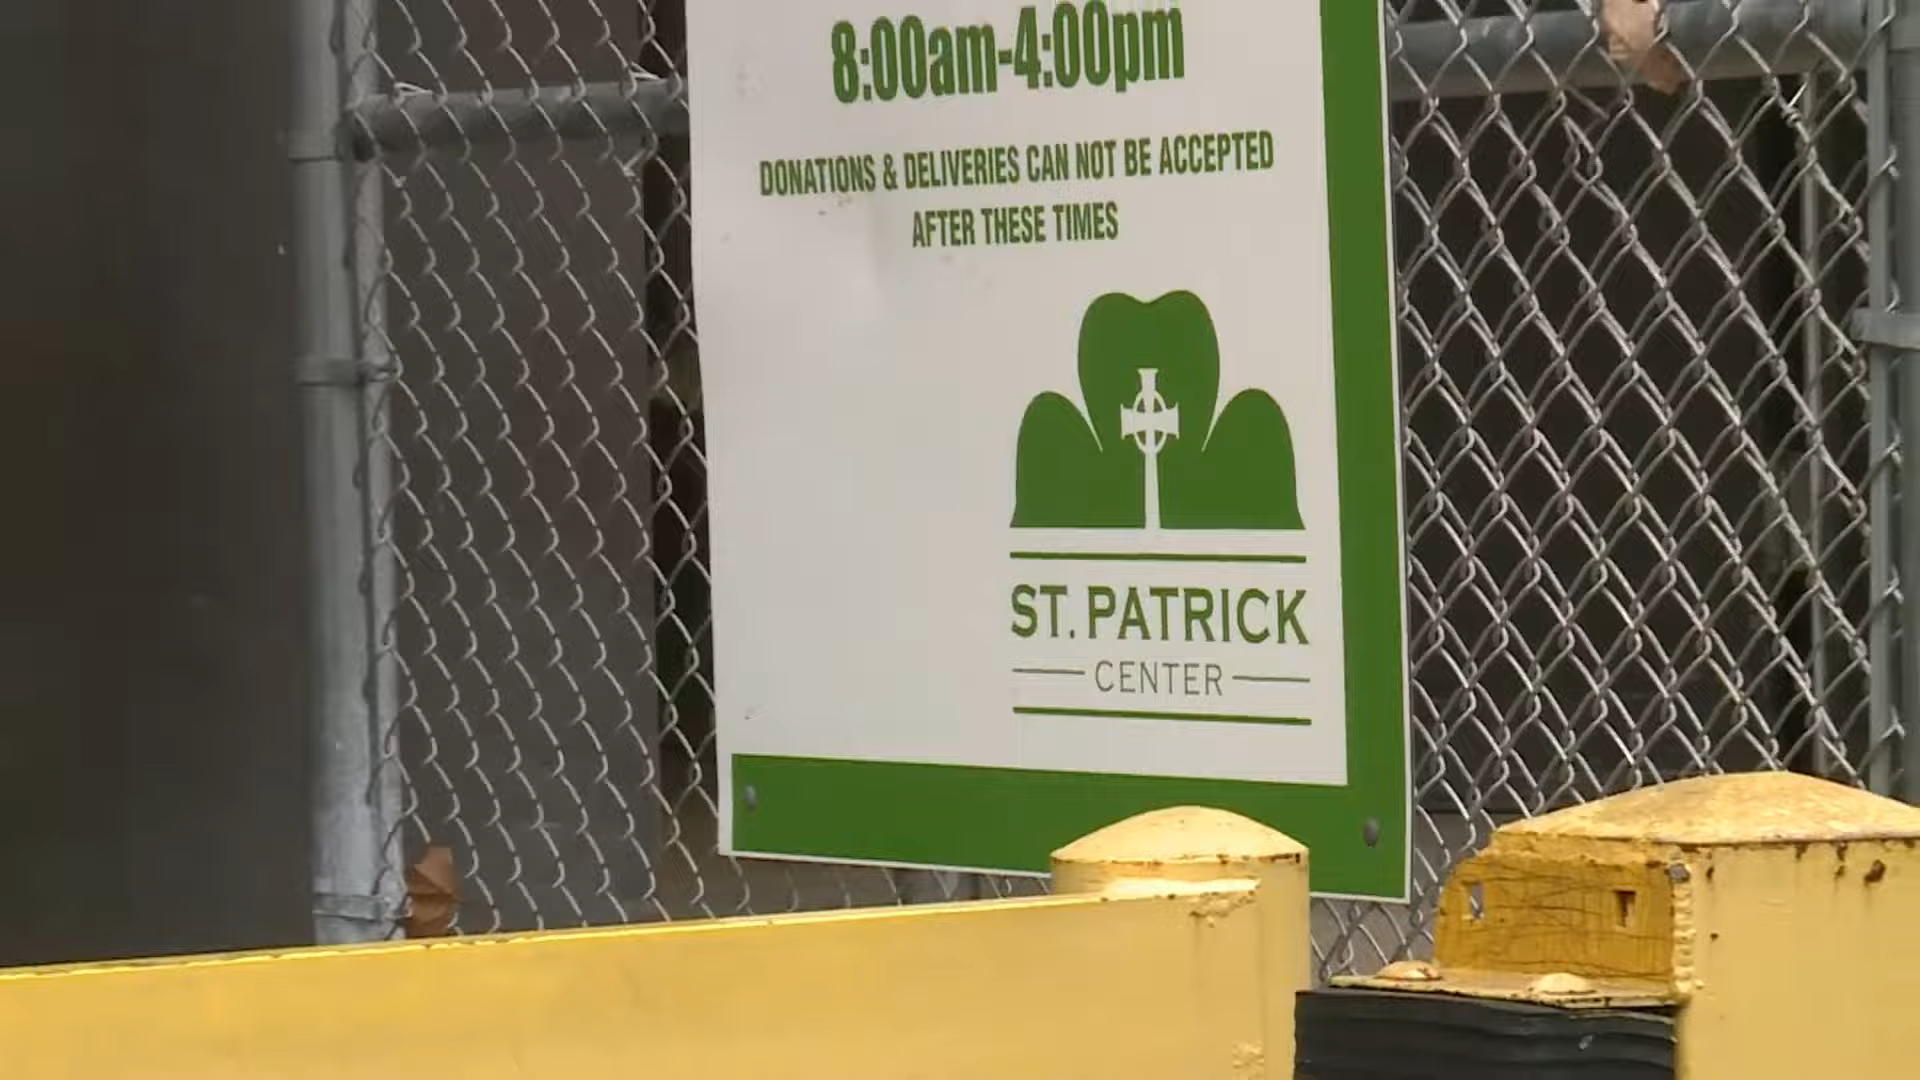 8:00am-4:00pm
DONATIONS & DELIVERIES CAN NOT BE ACCEPTED
AFTER THESE TIMES
ST. PATRICK
CENTER